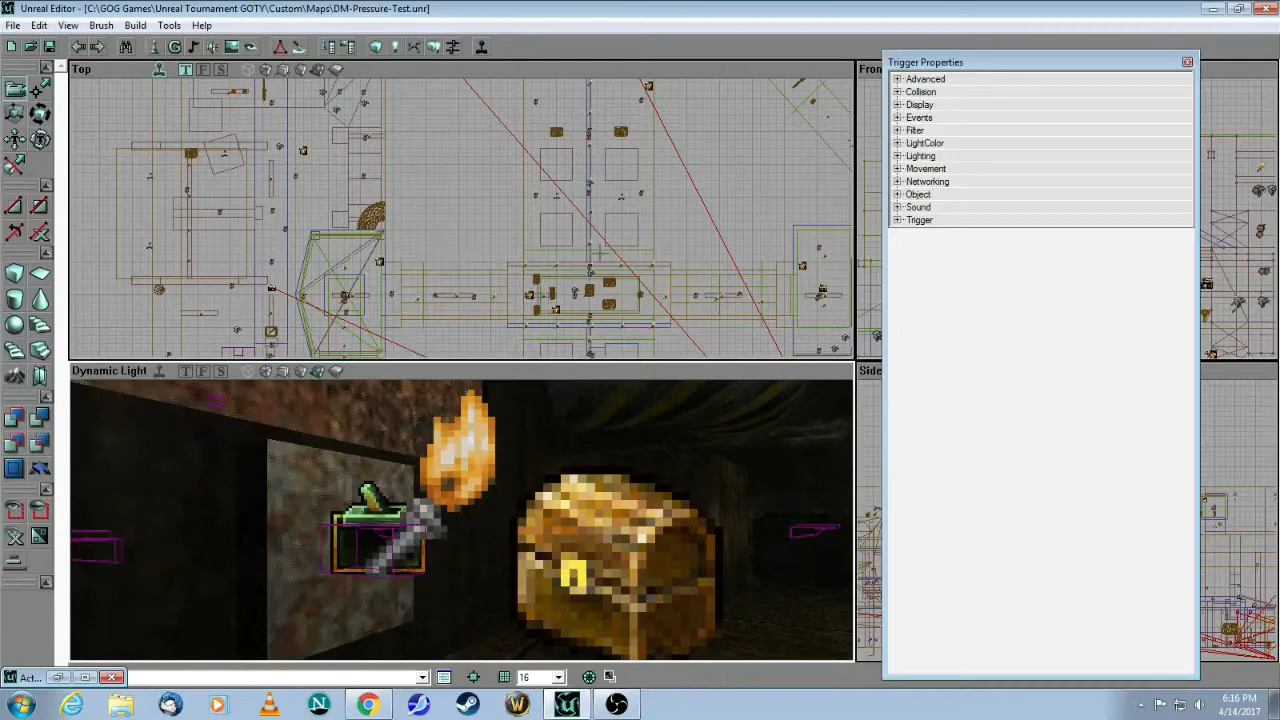 Unreal Editor - [C:\GOG Games\Unreal Tournament GOTY\Custom\Maps\DM-Pressure-Test.unr]
File Edit View Brush Build Tools Help
Top T F S
Fron
Trigger Properties
Advanced
Collision
Display
Events
Filter
LightColor
Lighting
Movement
Networking
Object
Sound
Trigger
Dynamic Light T F S
Side
Act...
16
6:16 PM
4/14/2017